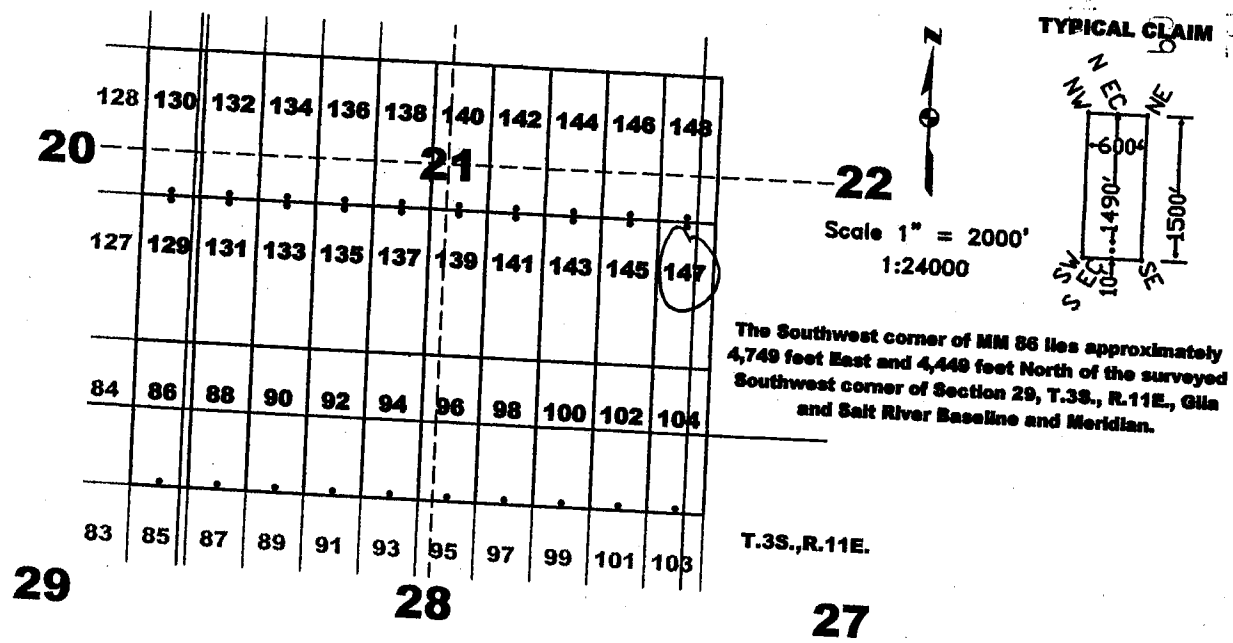 TYPICAL CLAIM
N
NW
N EC
NE
600'
1490'
1500'
SW
S EC
10'
SE
128 130 132 134 136 138 140 142 144 146 148
20
21
22
Scale 1" = 2000'
1:24000
127 129 131 133 135 137 139 141 143 145 147
The Southwest corner of MM 86 lies approximately
4,749 feet East and 4,449 feet North of the surveyed
Southwest corner of Section 29, T.3S., R.11E., Gila
and Salt River Baseline and Meridian.
84 86 88 90 92 94 96 98 100 102 104
83 85 87 89 91 93 95 97 99 101 103
T.3S.,R.11E.
29
28
27